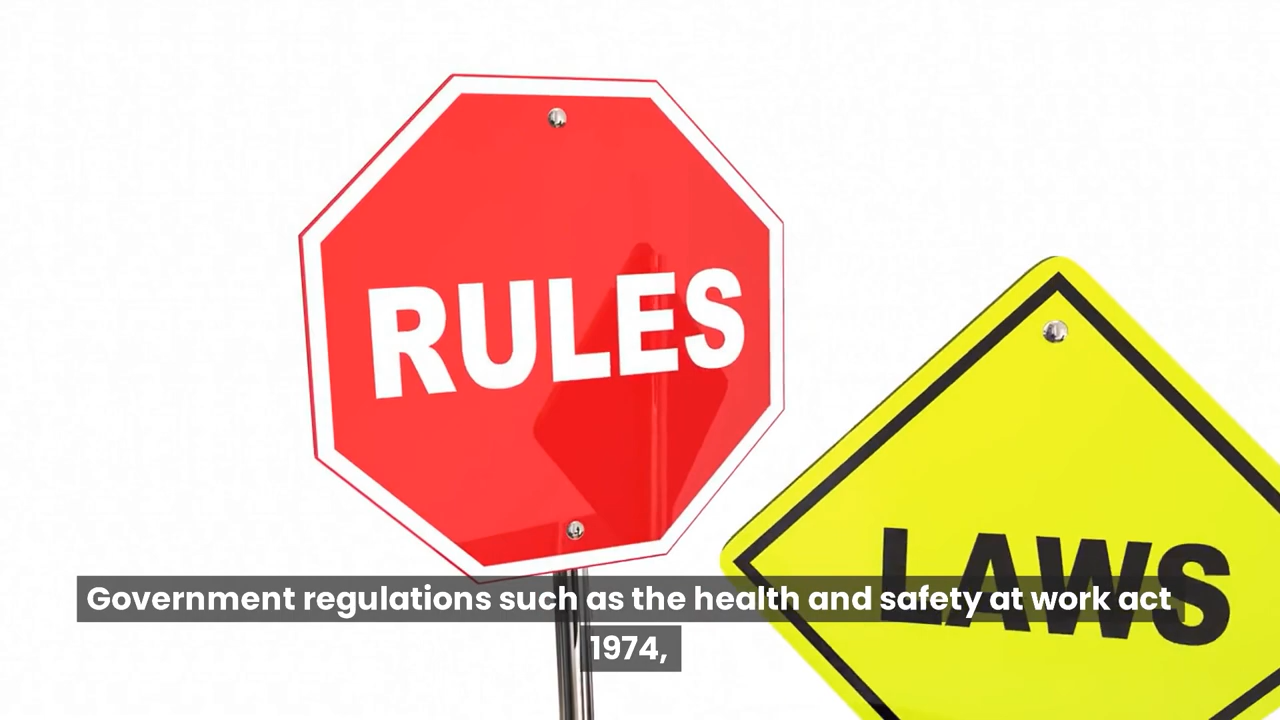 RULES
LAWS
Government regulations such as the health and safety at work act
1974,